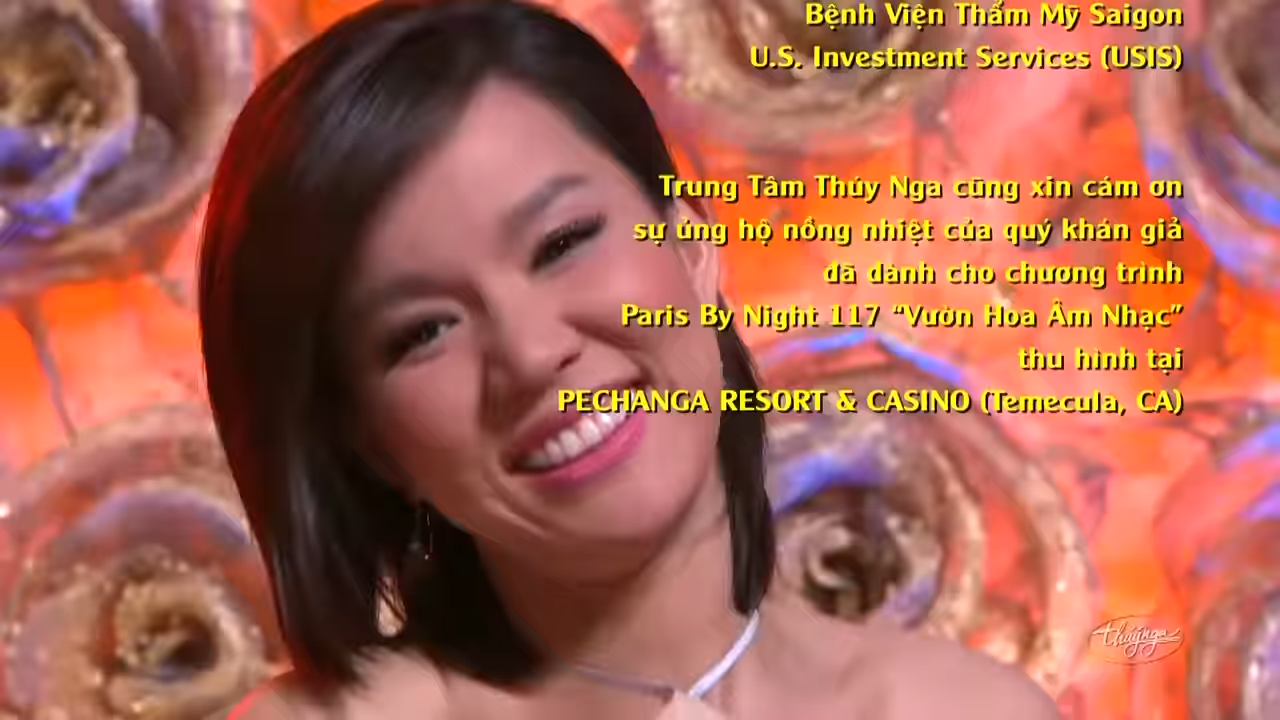 Bệnh Viện Thẩm Mỹ Saigon
U.S. Investment Services (USIS)
Trung Tâm Thúy Nga cũng xin cám ơn
sự ủng hộ nồng nhiệt của quý khán giả
đã dành cho chương trình
Paris By Night 117 “Vườn Hoa Âm Nhạc”
thu hình tại
PECHANGA RESORT & CASINO (Temecula, CA)
thúynga